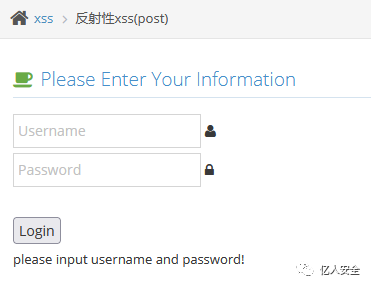 xss > 反射性xss(post)
Please Enter Your Information
Username
Password
Login
please input username and password!
亿人安全